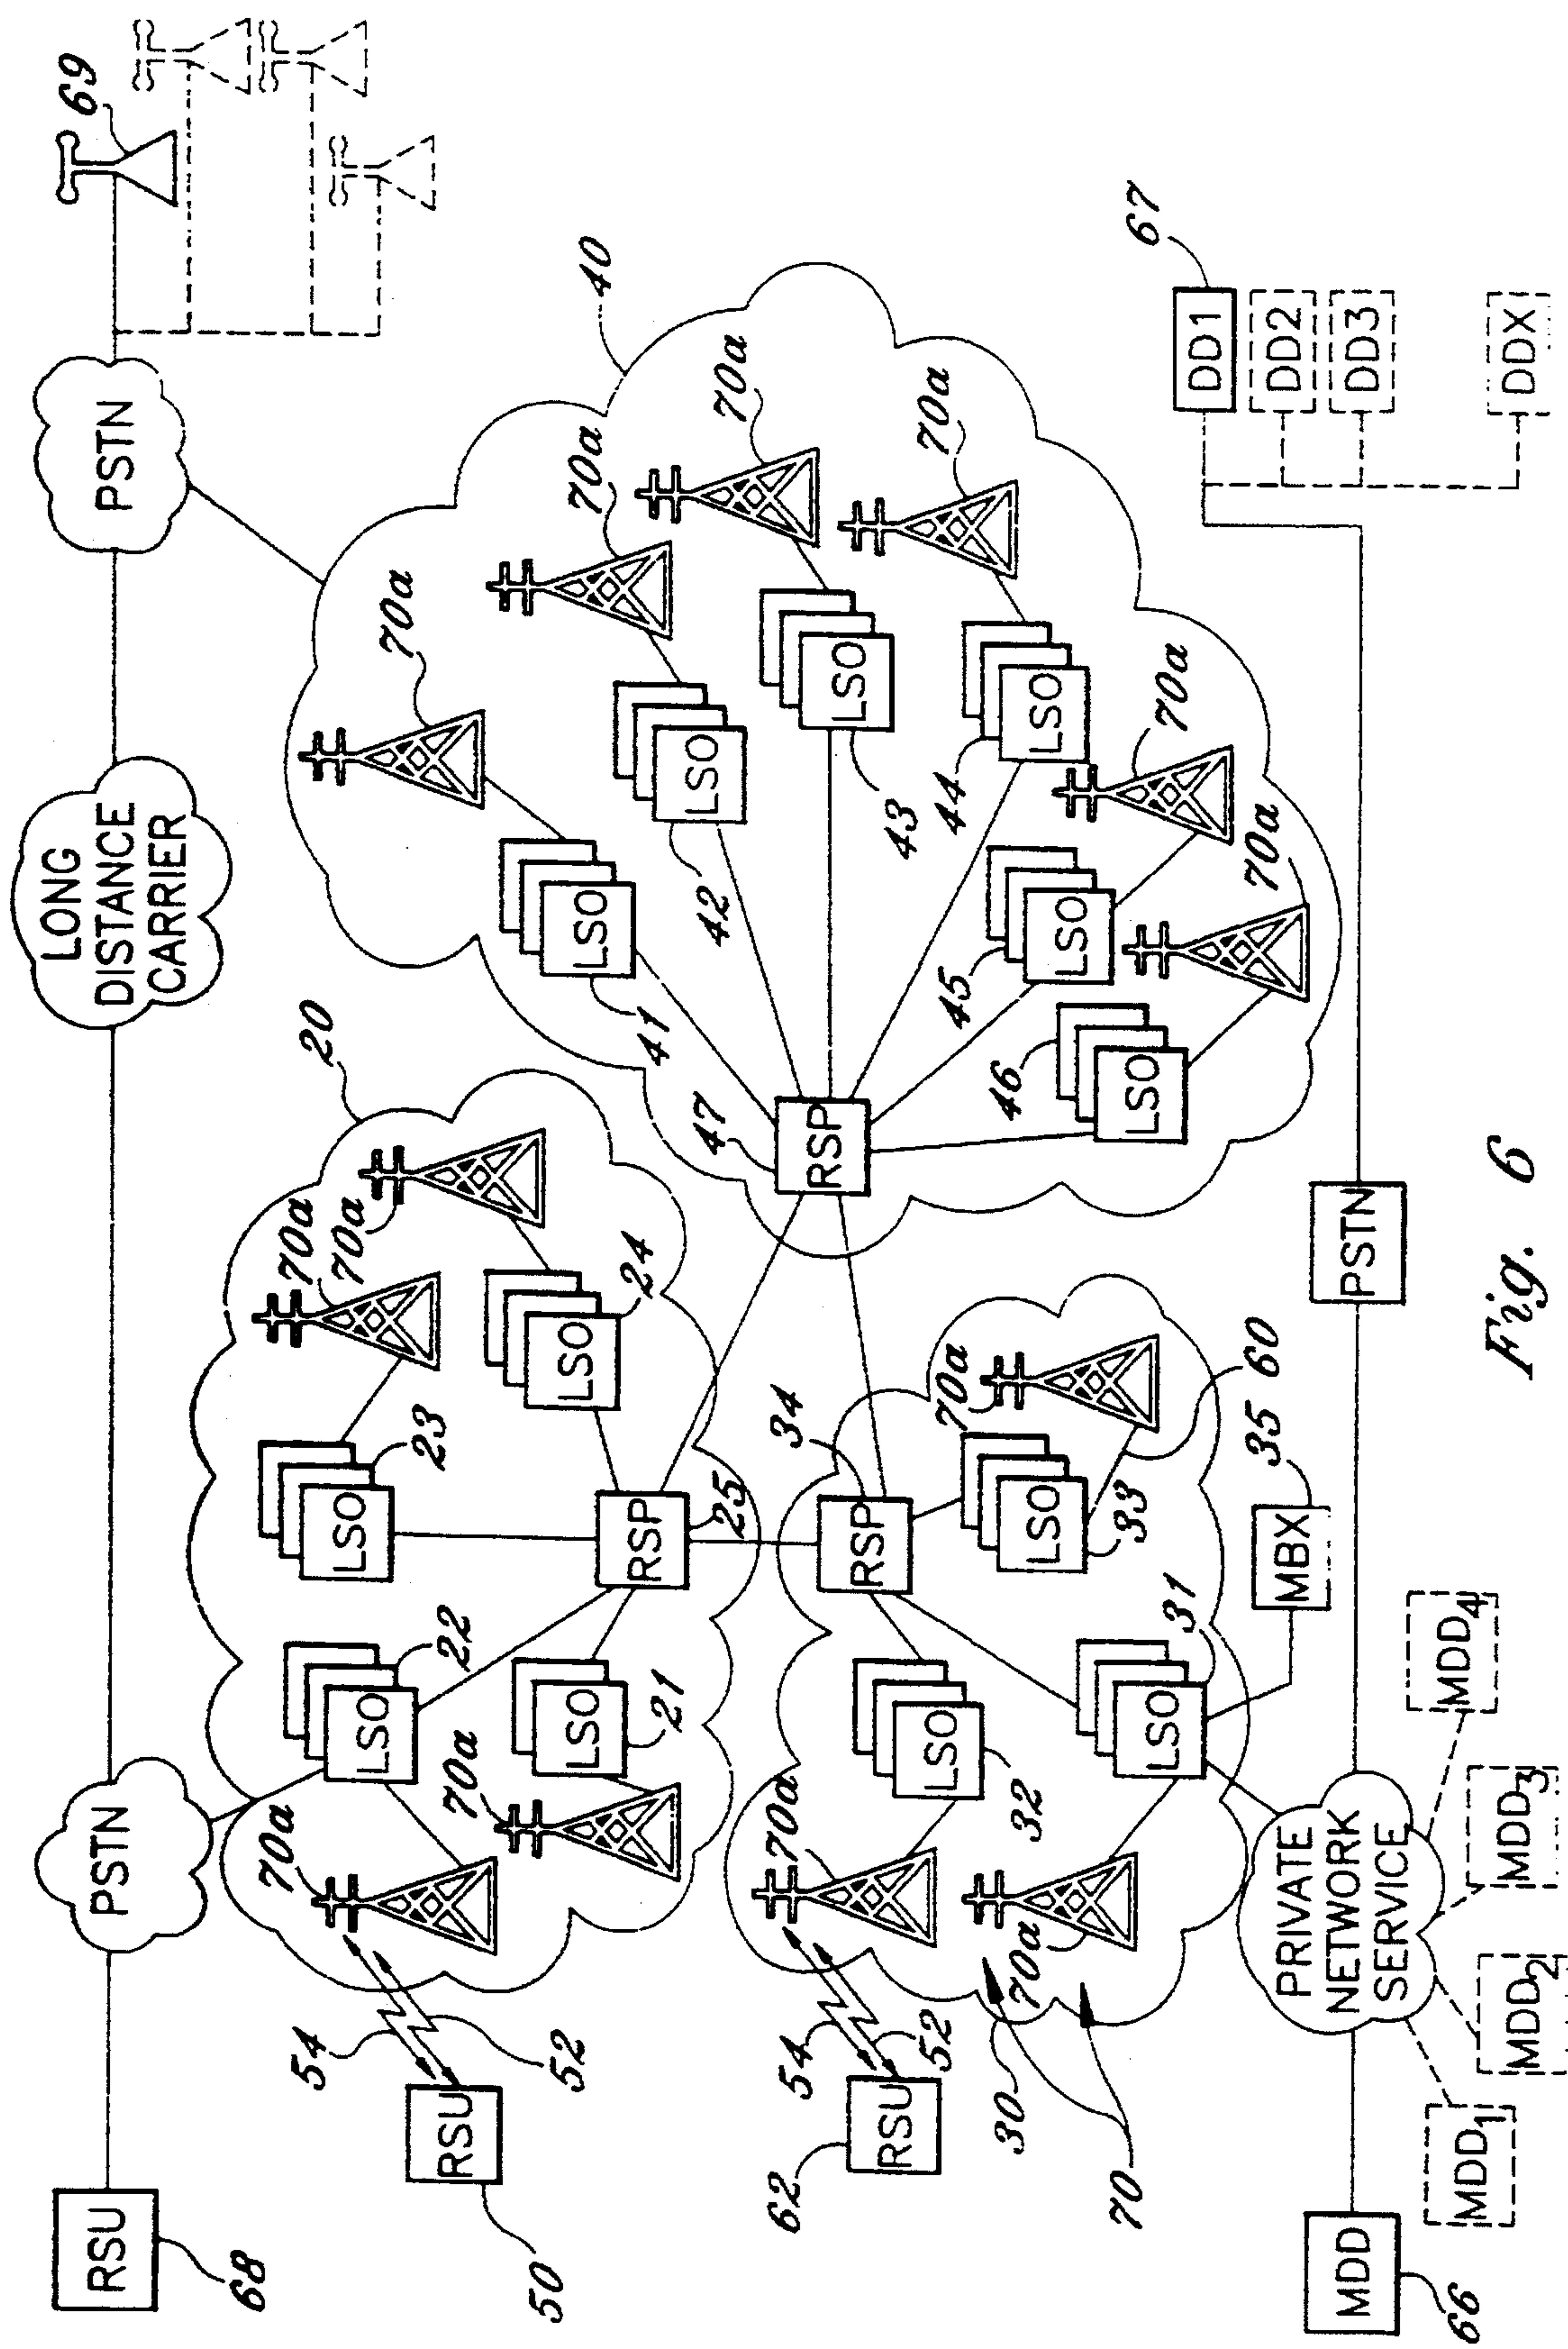 RSU
68
PSTN
LONG
DISTANCE
CARRIER
PSTN
69
20
40
RSU
50
54
52
70a
LSO
22
70a
LSO
21
LSO
23
70a
70a
LSO
24
RSP
25
RSP
47
LSO
41
70a
LSO
42
70a
LSO
43
70a
LSO
44
70a
LSO
45
70a
LSO
46
70a
RSU
62
54
52
30
70
70a
LSO
32
70a
LSO
31
RSP
34
LSO
33
70a
60
MBX
35
MDD
66
PRIVATE
NETWORK
SERVICE
MDD1
MDD2
MDD3
MDD4
PSTN
67
DD1
DD2
DD3
DDX
Fig. 6